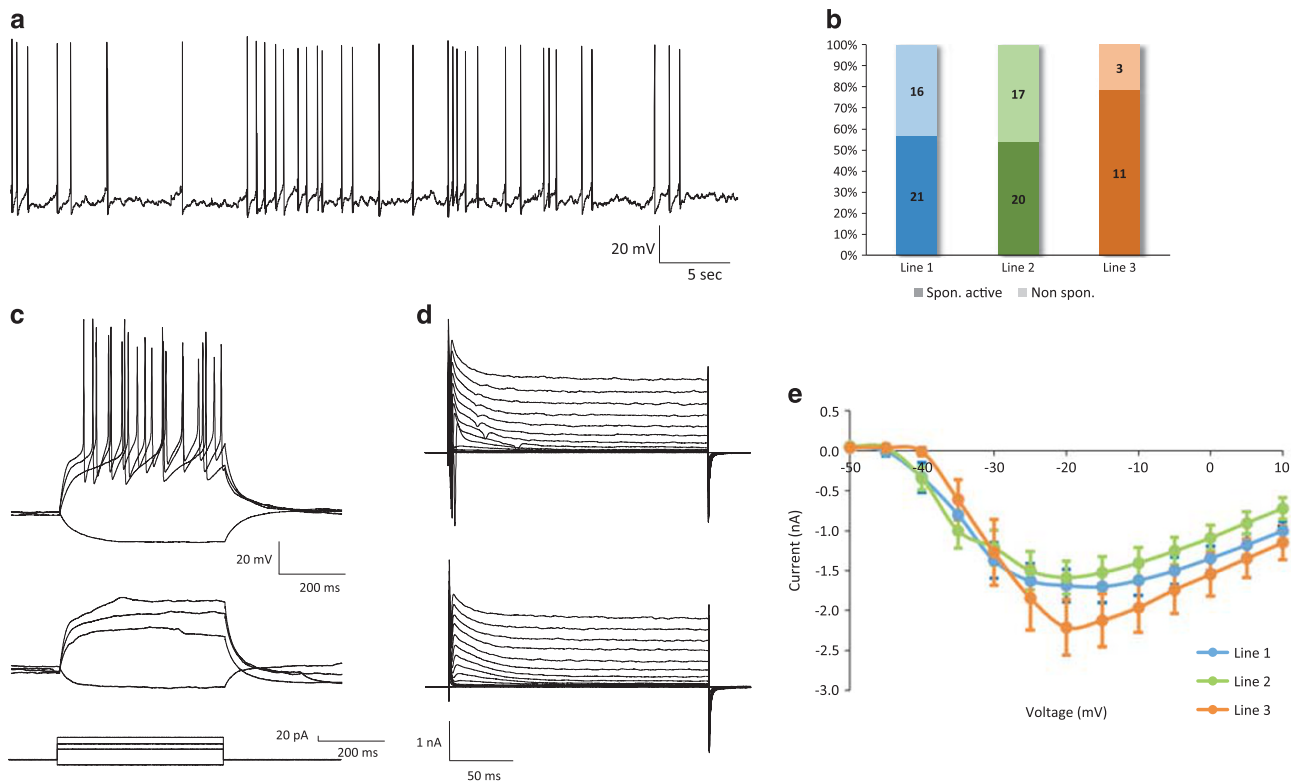 a
20 mV
5 sec
b
100%
90%
80%
70%
60%
50%
40%
30%
20%
10%
0%
16
17
3
21
20
11
Line 1
Line 2
Line 3
Spon. active
Non spon.
c
20 mV
200 ms
20 pA
200 ms
d
1 nA
50 ms
e
0.5
0.0
-0.5
-1.0
-1.5
-2.0
-2.5
-3.0
Current (nA)
-50
-40
-30
-20
-10
0
10
Voltage (mV)
Line 1
Line 2
Line 3